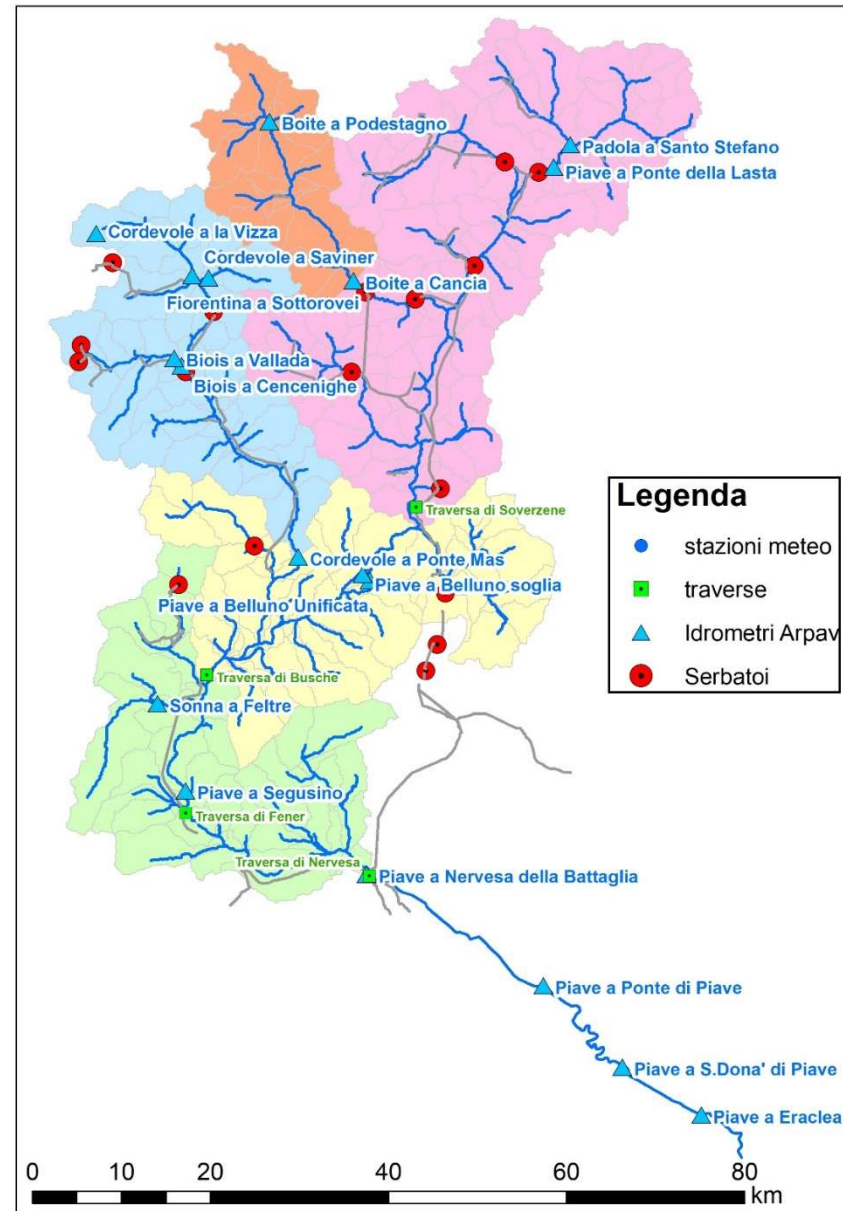 Boite a Podestagno
Padola a Santo Stefano
Piave a Ponte della Lasta
Cordevole a la Vizza
Cordevole a Saviner
Boite a Cancia
Fiorentina a Sottorovei
Biois a Vallada
Biois a Cencenighe
Legenda
stazioni meteo
traverse
Idrometri Arpav
Serbatoi
Traversa di Soverzene
Cordevole a Ponte Mas
Piave a Belluno soglia
Piave a Belluno Unificata
Traversa di Busche
Sonna a Feltre
Piave a Segusino
Traversa di Fener
Traversa di Nervesa
Piave a Nervesa della Battaglia
Piave a Ponte di Piave
Piave a S.Dona' di Piave
Piave a Eraclea
0 10 20 40 60 80
km